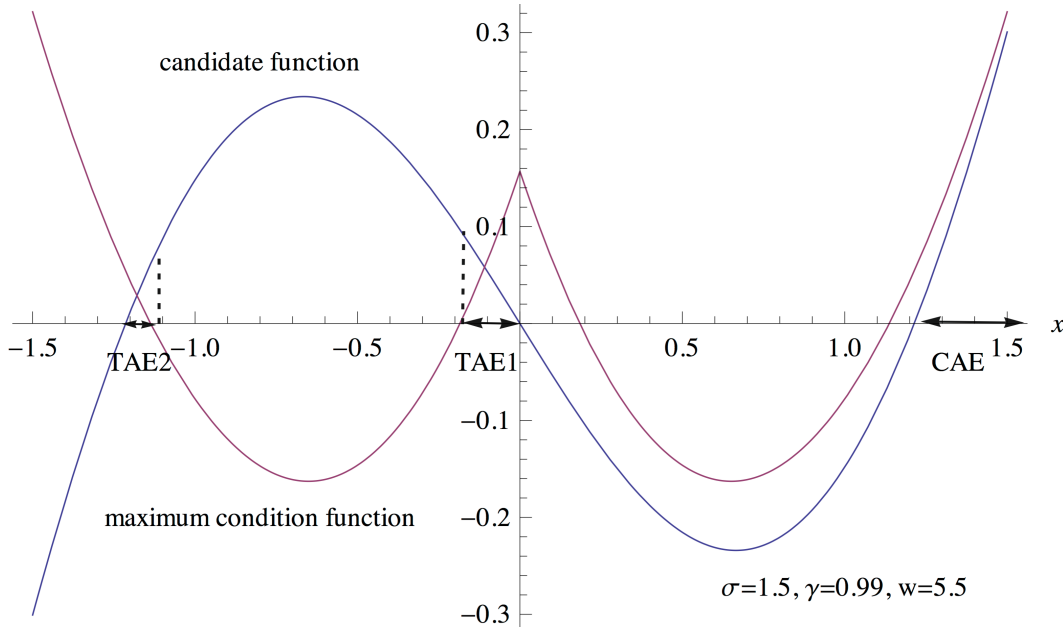 0.3
candidate function
0.2
0.1
x
−1.5
−1.0
−0.5
0.5
1.0
1.5
TAE2
TAE1
CAE
−0.1
maximum condition function
−0.2
σ=1.5, γ=0.99, w=5.5
−0.3